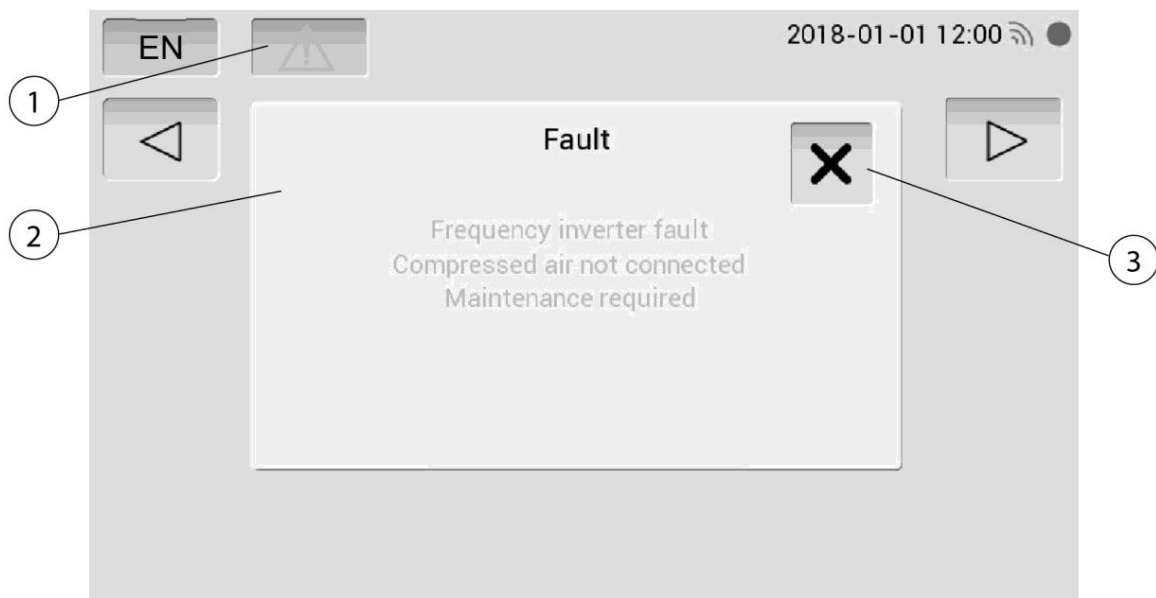 EN
2018-01-01 12:00
1
Fault
2
3
Frequency inverter fault
Compressed air not connected
Maintenance required